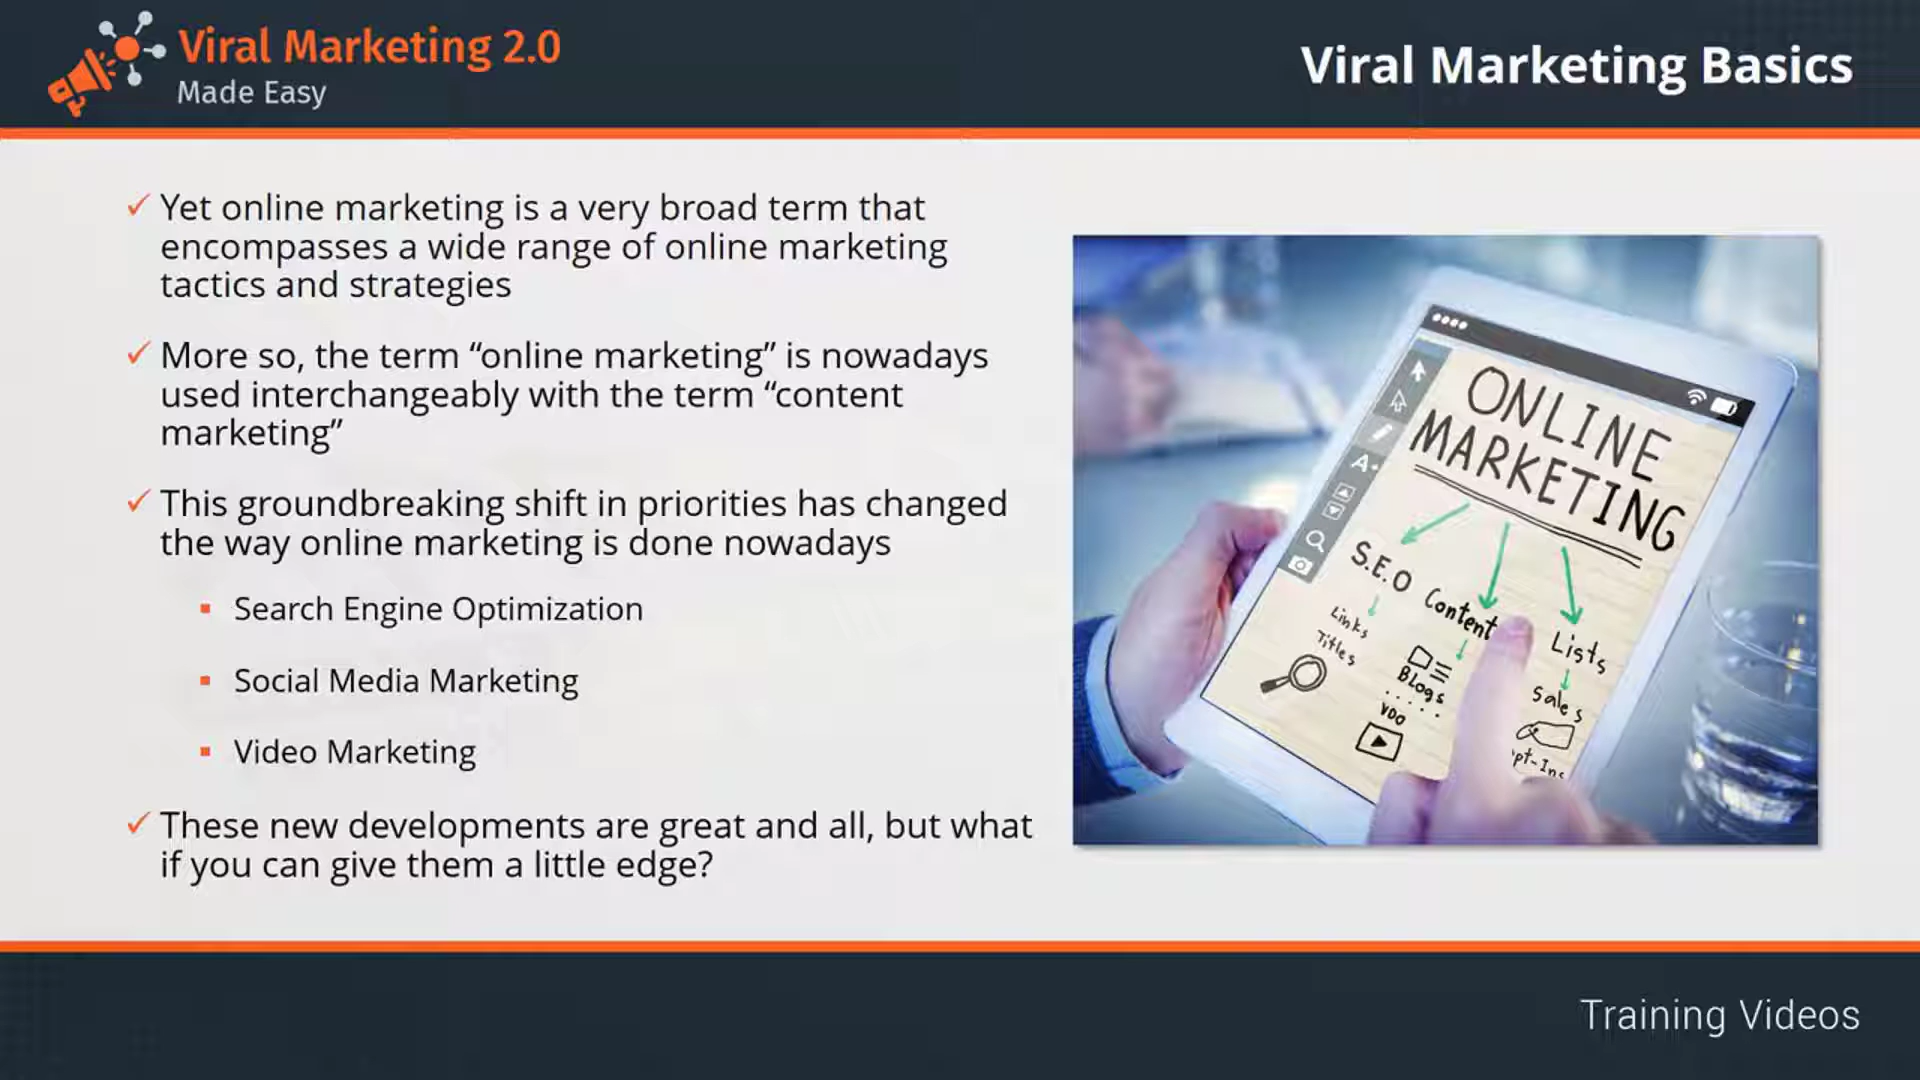 Viral Marketing 2.0
Made Easy
Viral Marketing Basics
Yet online marketing is a very broad term that
encompasses a wide range of online marketing
tactics and strategies
More so, the term “online marketing” is nowadays
used interchangeably with the term “content
marketing”
This groundbreaking shift in priorities has changed
the way online marketing is done nowadays
Search Engine Optimization
Social Media Marketing
Video Marketing
These new developments are great and all, but what
if you can give them a little edge?
ONLINE
MARKETING
S.E.O
Links
Titles
Content
Blogs
VDO
Lists
Sales
pt-Ins
Training Videos